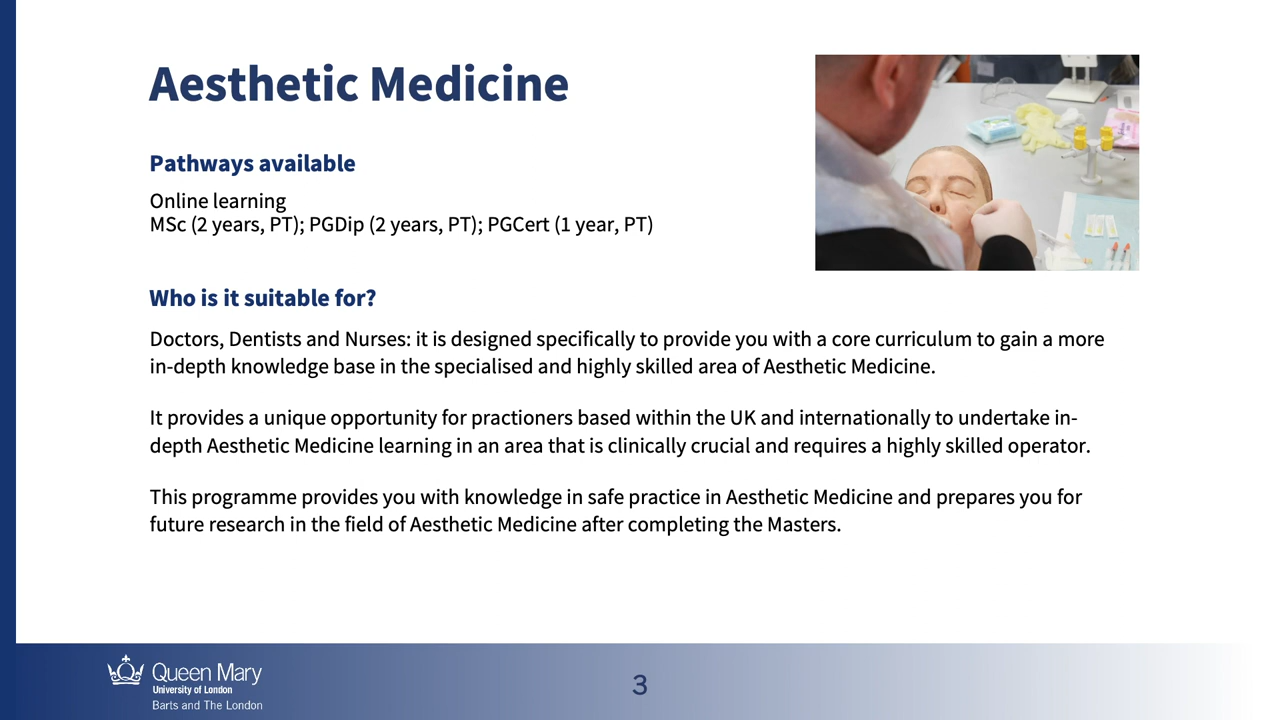 Aesthetic Medicine
Pathways available
Online learning
MSc (2 years, PT); PGDip (2 years, PT); PGCert (1 year, PT)
Who is it suitable for?
Doctors, Dentists and Nurses: it is designed specifically to provide you with a core curriculum to gain a more
in-depth knowledge base in the specialised and highly skilled area of Aesthetic Medicine.
It provides a unique opportunity for practioners based within the UK and internationally to undertake in-
depth Aesthetic Medicine learning in an area that is clinically crucial and requires a highly skilled operator.
This programme provides you with knowledge in safe practice in Aesthetic Medicine and prepares you for
future research in the field of Aesthetic Medicine after completing the Masters.
Queen Mary
University of London
Barts and The London
3